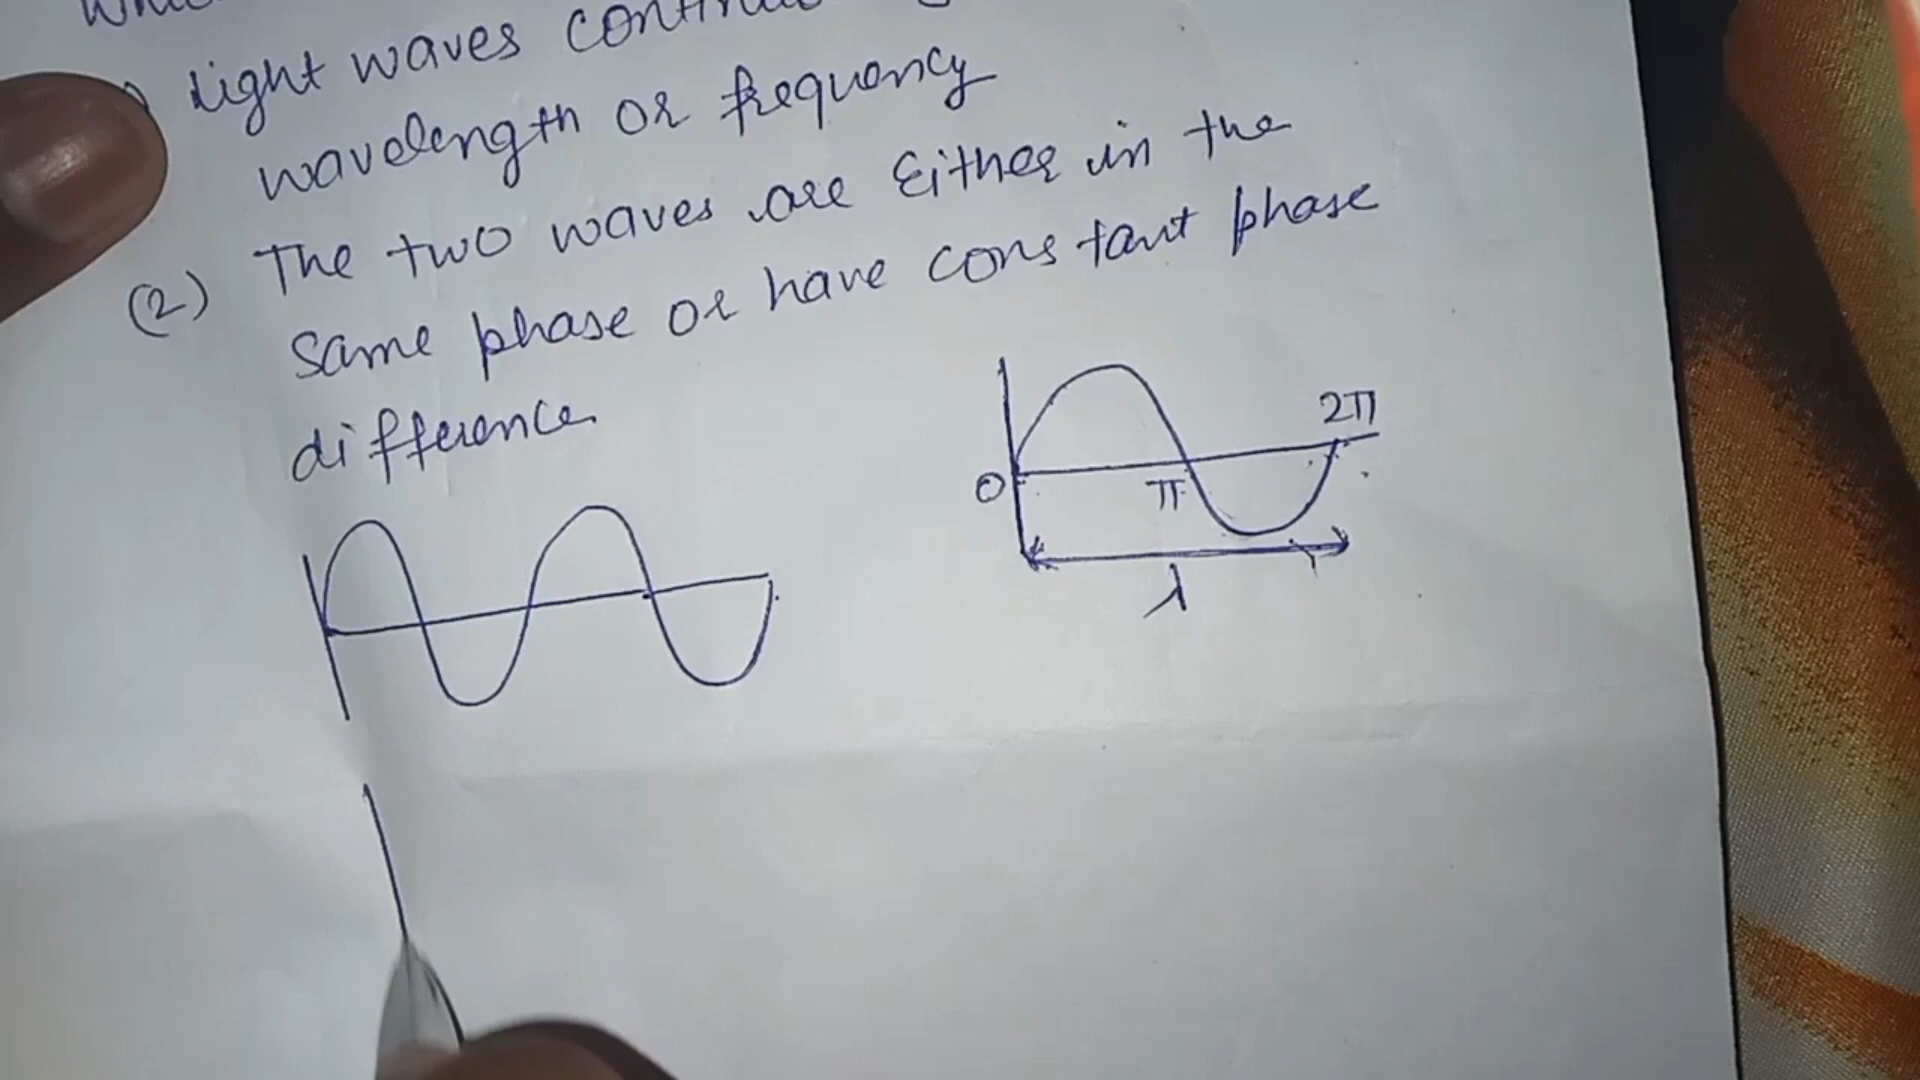 light waves
wavelength or frequency
(2) The two waves are Either in the
same phase or have constant phase
difference
2π
0
π
λ